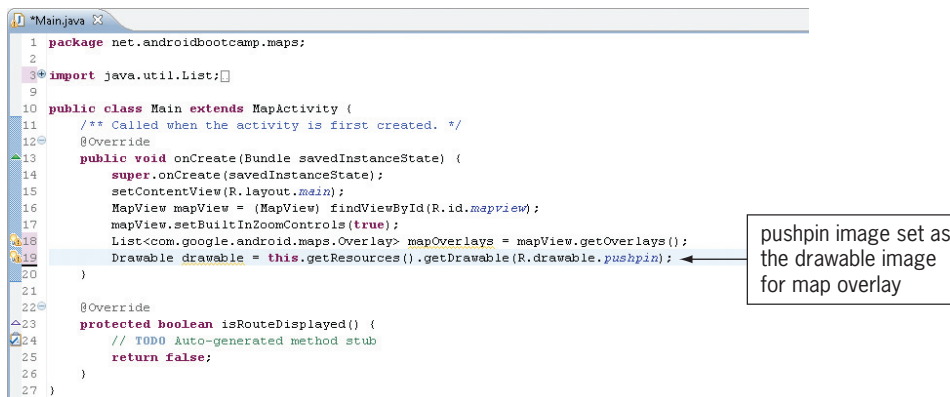 *Main.java
1 package net.androidbootcamp.maps;
2
3 import java.util.List;
9
10 public class Main extends MapActivity {
11     /** Called when the activity is first created. */
12     @Override
13     public void onCreate(Bundle savedInstanceState) {
14         super.onCreate(savedInstanceState);
15         setContentView(R.layout.main);
16         MapView mapView = (MapView) findViewById(R.id.mapview);
17         mapView.setBuiltInZoomControls(true);
18         List<com.google.android.maps.Overlay> mapOverlays = mapView.getOverlays();
19         Drawable drawable = this.getResources().getDrawable(R.drawable.pushpin);
20     }
21
22     @Override
23     protected boolean isRouteDisplayed() {
24         // TODO Auto-generated method stub
25         return false;
26     }
27 }
pushpin image set as
the drawable image
for map overlay